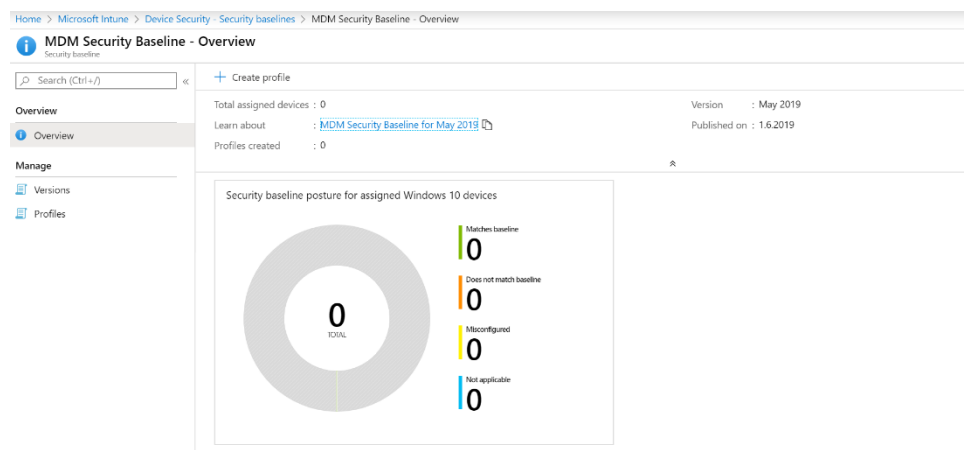 Home > Microsoft Intune > Device Security - Security baselines > MDM Security Baseline - Overview
MDM Security Baseline - Overview
Security baseline
Search (Ctrl+/)
«
Overview
Overview
Manage
Versions
Profiles
+ Create profile
Total assigned devices : 0
Learn about : MDM Security Baseline for May 2019
Profiles created : 0
Version : May 2019
Published on : 1.6.2019
Security baseline posture for assigned Windows 10 devices
0
TOTAL
Matches baseline
0
Does not match baseline
0
Misconfigured
0
Not applicable
0